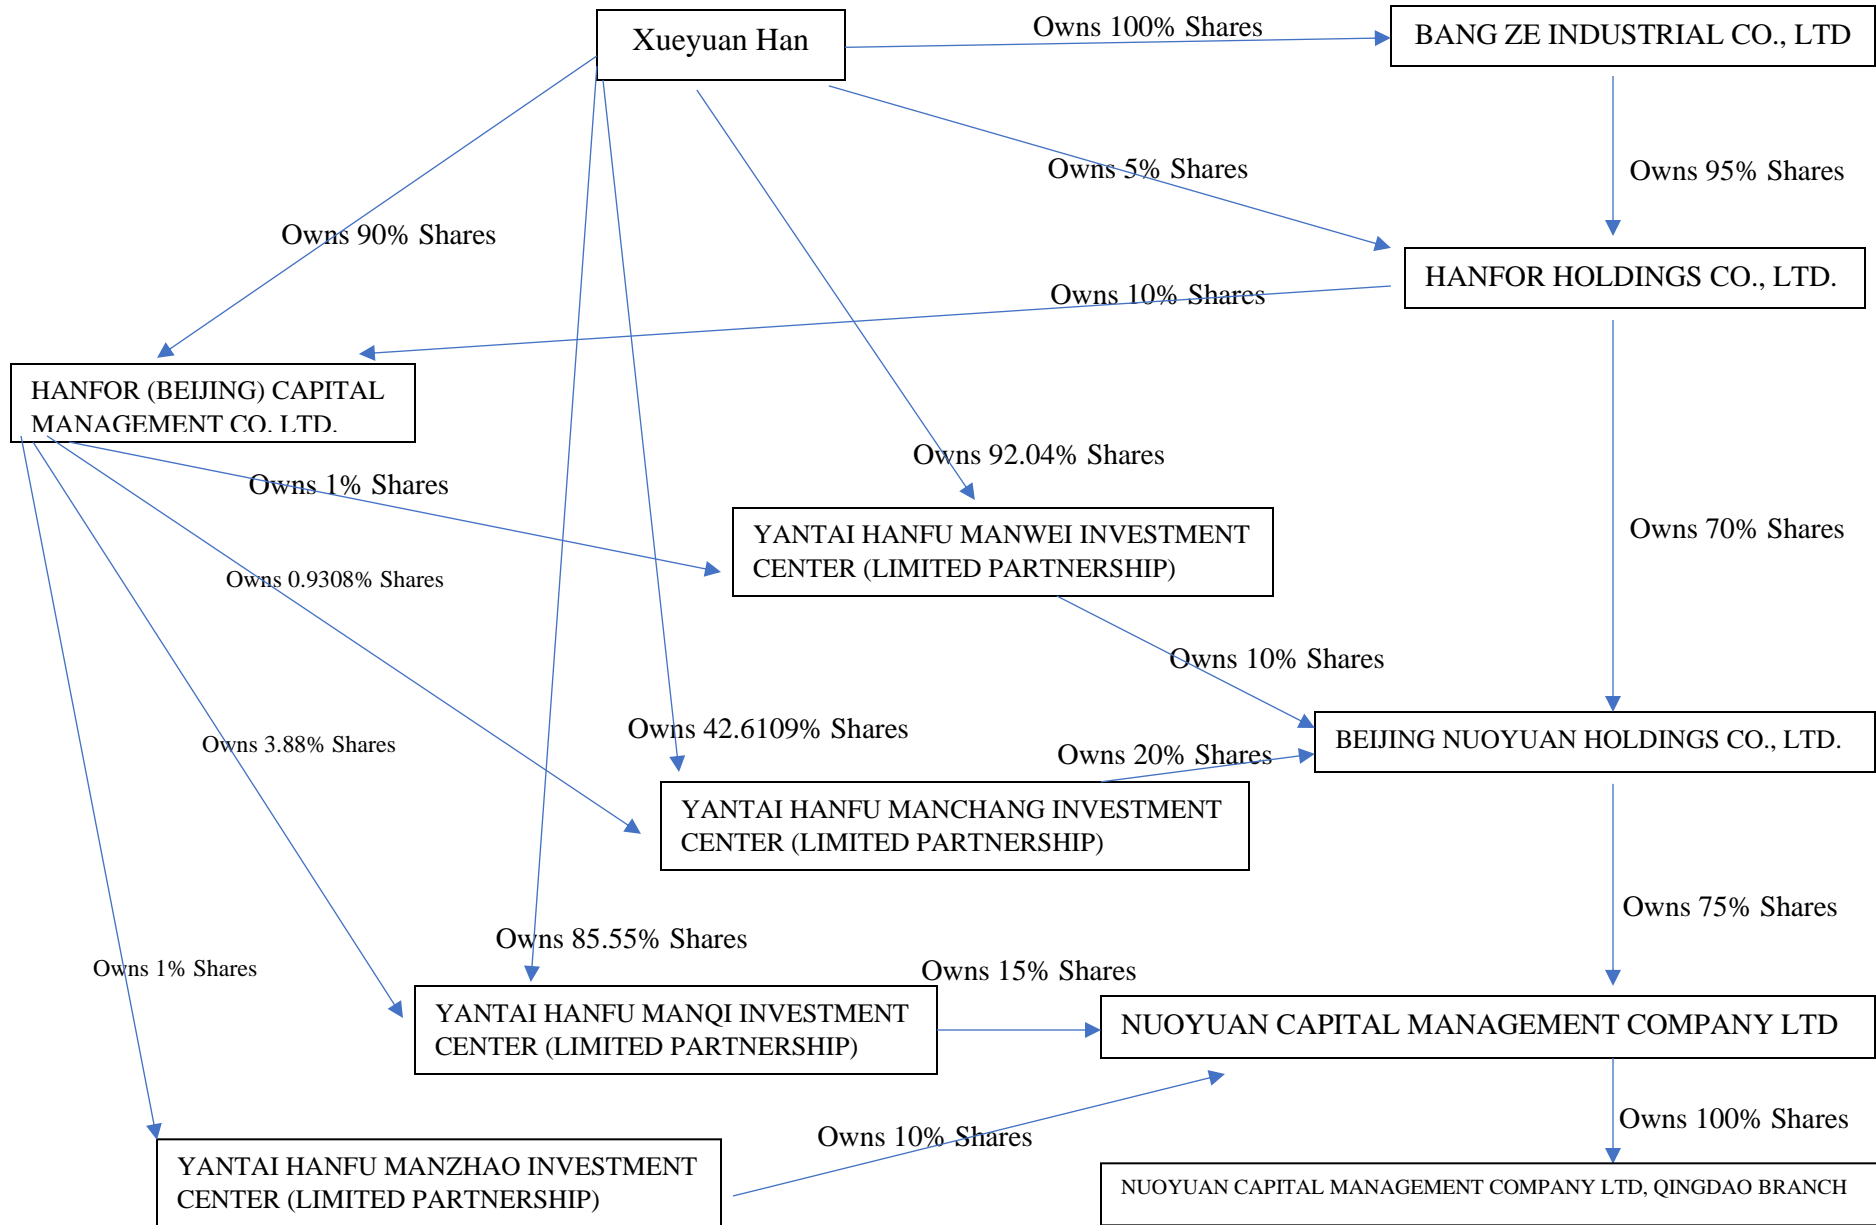 Xueyuan Han
Owns 100% Shares
BANG ZE INDUSTRIAL CO., LTD
Owns 5% Shares
Owns 95% Shares
Owns 90% Shares
HANFOR HOLDINGS CO., LTD.
Owns 10% Shares
HANFOR (BEIJING) CAPITAL
MANAGEMENT CO. LTD.
Owns 92.04% Shares
Owns 1% Shares
YANTAI HANFU MANWEI INVESTMENT
CENTER (LIMITED PARTNERSHIP)
Owns 70% Shares
Owns 0.9308% Shares
Owns 10% Shares
Owns 42.6109% Shares
Owns 3.88% Shares
Owns 20% Shares
BEIJING NUOYUAN HOLDINGS CO., LTD.
YANTAI HANFU MANCHANG INVESTMENT
CENTER (LIMITED PARTNERSHIP)
Owns 75% Shares
Owns 85.55% Shares
Owns 1% Shares
Owns 15% Shares
YANTAI HANFU MANQI INVESTMENT
CENTER (LIMITED PARTNERSHIP)
NUOYUAN CAPITAL MANAGEMENT COMPANY LTD
Owns 10% Shares
Owns 100% Shares
YANTAI HANFU MANZHAO INVESTMENT
CENTER (LIMITED PARTNERSHIP)
NUOYUAN CAPITAL MANAGEMENT COMPANY LTD, QINGDAO BRANCH